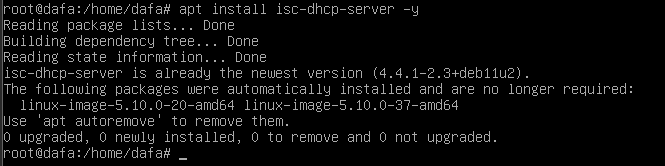 root@dafa:/home/dafa# apt install isc-dhcp-server -y
Reading package lists... Done
Building dependency tree... Done
Reading state information... Done
isc-dhcp-server is already the newest version (4.4.1-2.3+deb11u2).
The following packages were automatically installed and are no longer required:
  linux-image-5.10.0-20-amd64 linux-image-5.10.0-37-amd64
Use 'apt autoremove' to remove them.
0 upgraded, 0 newly installed, 0 to remove and 0 not upgraded.
root@dafa:/home/dafa# _